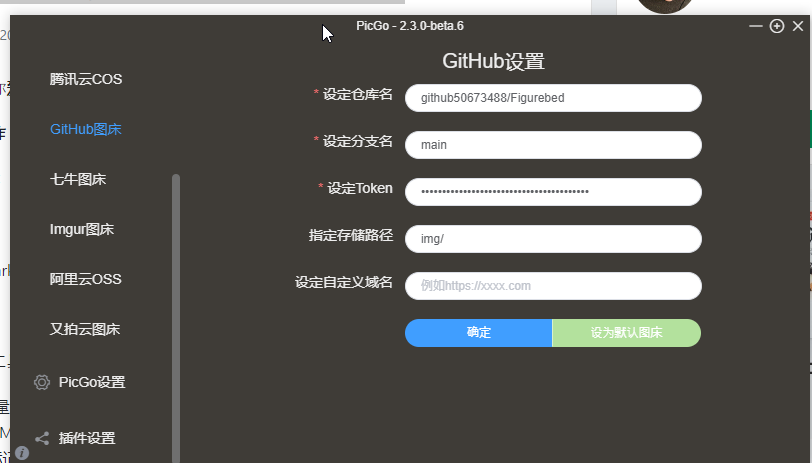 PicGo - 2.3.0-beta.6
腾讯云COS
GitHub图床
七牛图床
Imgur图床
阿里云OSS
又拍云图床
PicGo设置
插件设置
GitHub设置
* 设定仓库名
github50673488/Figurebed
* 设定分支名
main
* 设定Token
指定存储路径
img/
设定自定义域名
例如https://xxxx.com
确定
设为默认图床